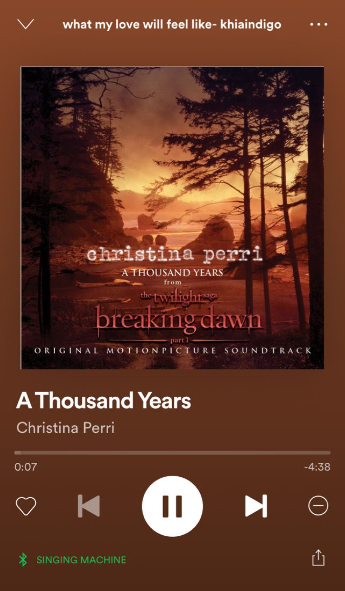 what my love will feel like- khiaindigo
christina perri
A THOUSAND YEARS
from
the twilight saga
breaking dawn
part 1
ORIGINAL MOTION PICTURE SOUNDTRACK
A Thousand Years
Christina Perri
0:07
-4:38
SINGING MACHINE